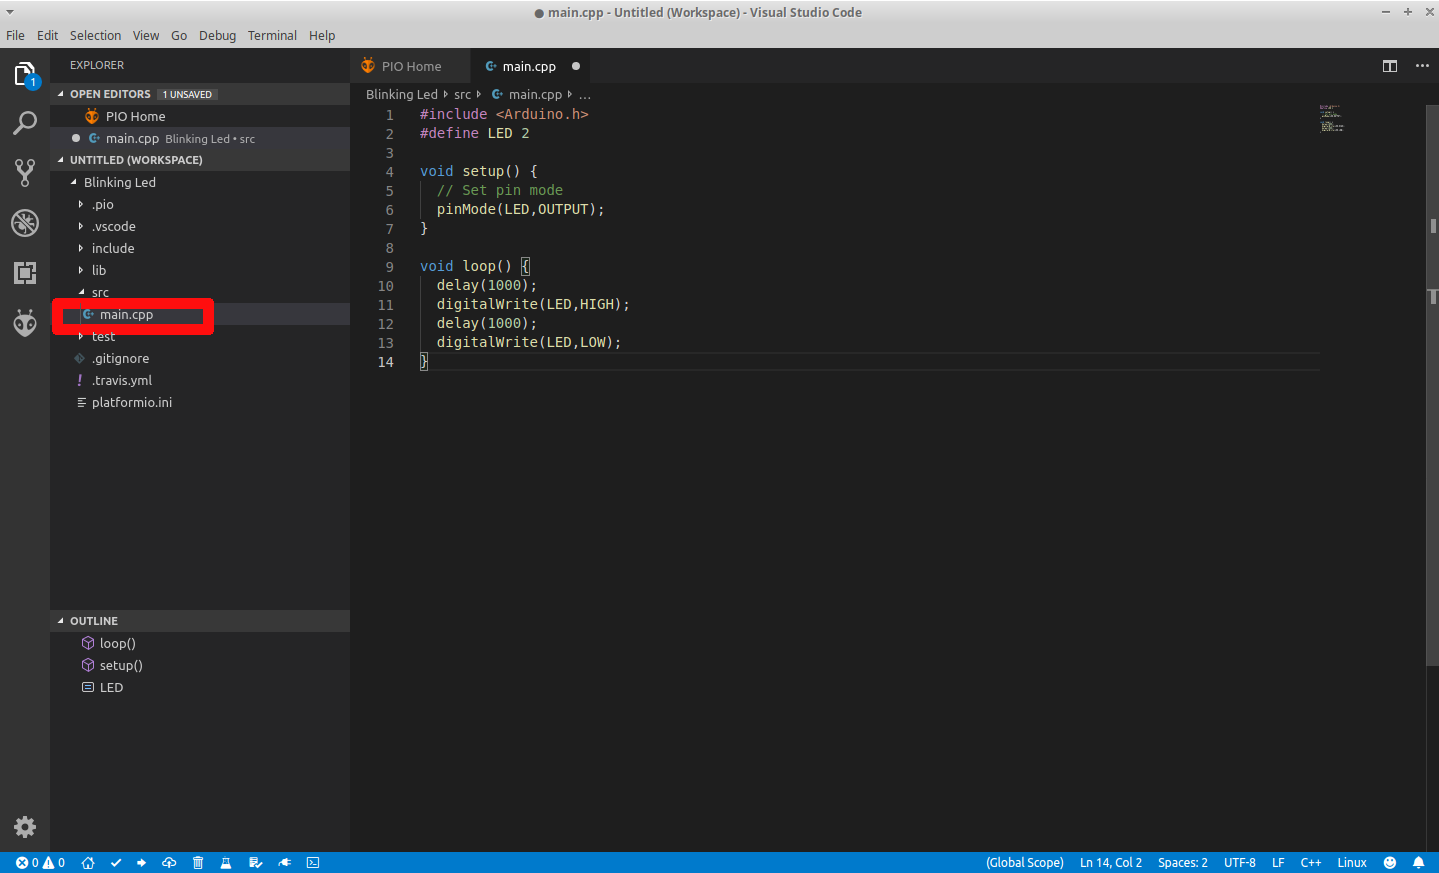 ● main.cpp - Untitled (Workspace) - Visual Studio Code
File Edit Selection View Go Debug Terminal Help
1
EXPLORER
OPEN EDITORS 1 UNSAVED
PIO Home
main.cpp Blinking Led • src
UNTITLED (WORKSPACE)
Blinking Led
.pio
.vscode
include
lib
src
main.cpp
test
.gitignore
! .travis.yml
platformio.ini
OUTLINE
loop()
setup()
LED
PIO Home main.cpp ●
Blinking Led src main.cpp …
1 #include <Arduino.h>
2 #define LED 2
3
4 void setup() {
5   // Set pin mode
6   pinMode(LED,OUTPUT);
7 }
8
9 void loop() {
10   delay(1000);
11   digitalWrite(LED,HIGH);
12   delay(1000);
13   digitalWrite(LED,LOW);
14 }
0 0 (Global Scope) Ln 14, Col 2 Spaces: 2 UTF-8 LF C++ Linux